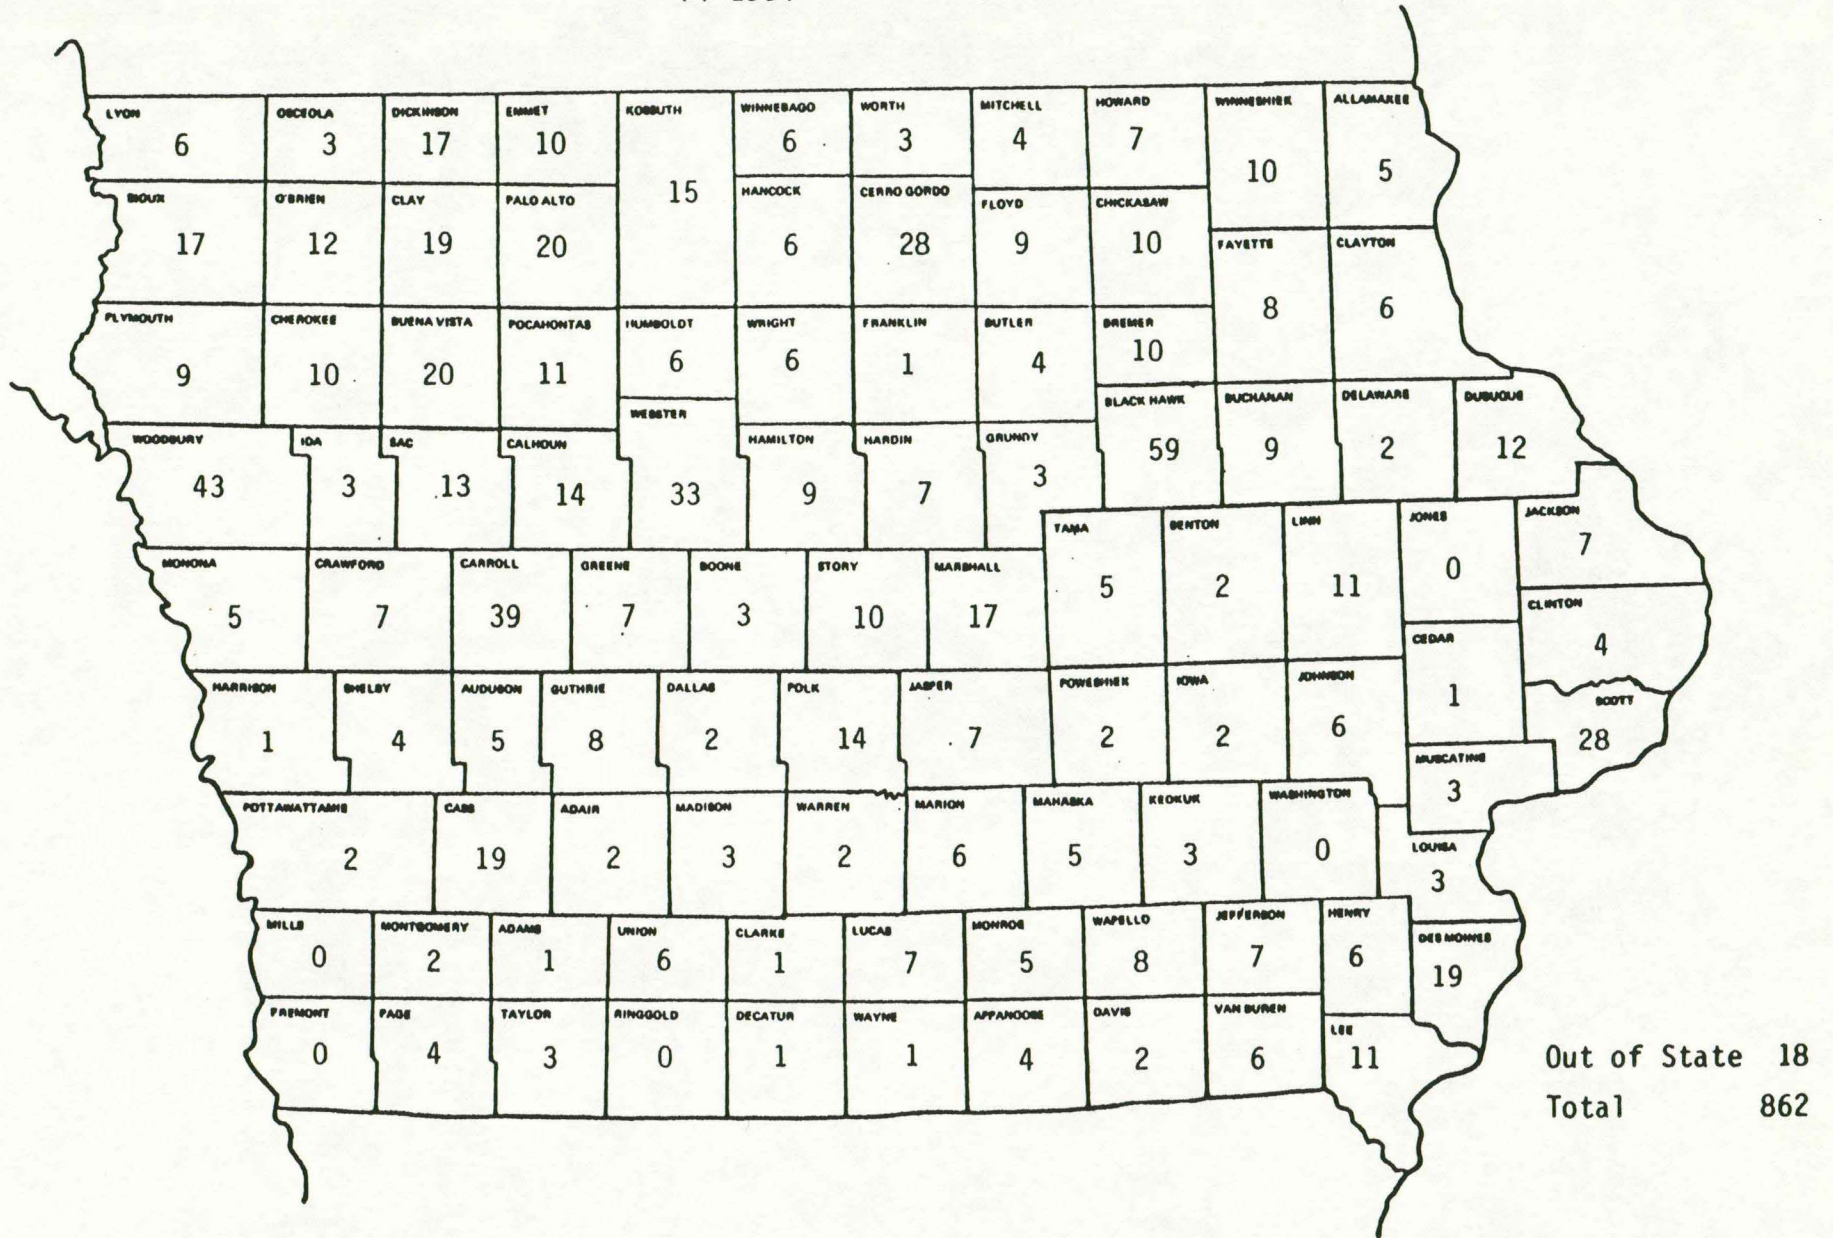 LYON
6
OSCEOLA
3
DICKINSON
17
EMMET
10
KOSSUTH
15
WINNEBAGO
6
WORTH
3
MITCHELL
4
HOWARD
7
WINNESHIEK
10
ALLAMAKEE
5
SIOUX
17
O'BRIEN
12
CLAY
19
PALO ALTO
20
HANCOCK
6
CERRO GORDO
28
FLOYD
9
CHICKASAW
10
FAYETTE
8
CLAYTON
6
PLYMOUTH
9
CHEROKEE
10
BUENA VISTA
20
POCAHONTAS
11
HUMBOLDT
6
WRIGHT
6
FRANKLIN
1
BUTLER
4
BREMER
10
BLACK HAWK
59
BUCHANAN
9
DELAWARE
2
DUBUQUE
12
WOODBURY
43
IDA
3
SAC
13
CALHOUN
14
WEBSTER
33
HAMILTON
9
HARDIN
7
GRUNDY
3
TAMA
5
BENTON
2
LINN
11
JONES
0
JACKSON
7
MONONA
5
CRAWFORD
7
CARROLL
39
GREENE
7
BOONE
3
STORY
10
MARSHALL
17
CLINTON
4
CEDAR
1
HARRISON
1
SHELBY
4
AUDUBON
5
GUTHRIE
8
DALLAS
2
POLK
14
JASPER
7
POWESHIEK
2
IOWA
2
JOHNSON
6
SCOTT
28
MUSCATINE
3
POTTAWATTAMIE
2
CASS
19
ADAIR
2
MADISON
3
WARREN
2
MARION
6
MAHASKA
5
KEOKUK
3
WASHINGTON
0
LOUISA
3
MILLS
0
MONTGOMERY
2
ADAMS
1
UNION
6
CLARKE
1
LUCAS
7
MONROE
5
WAPELLO
8
JEFFERSON
7
HENRY
6
DES MOINES
19
FREMONT
0
PAGE
4
TAYLOR
3
RINGGOLD
0
DECATUR
1
WAYNE
1
APPANOOSE
4
DAVIS
2
VAN BUREN
6
LEE
11
Out of State 18
Total 862